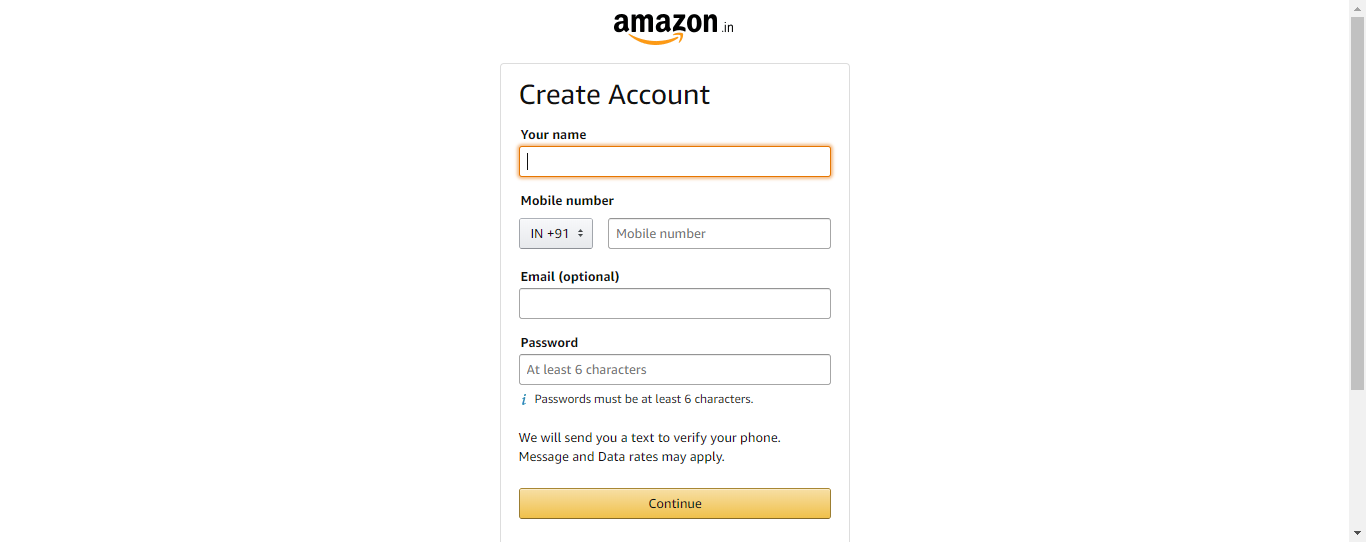 amazon.in
Create Account
Your name
Mobile number
IN +91 Mobile number
Email (optional)
Password
At least 6 characters
i Passwords must be at least 6 characters.
We will send you a text to verify your phone.
Message and Data rates may apply.
Continue